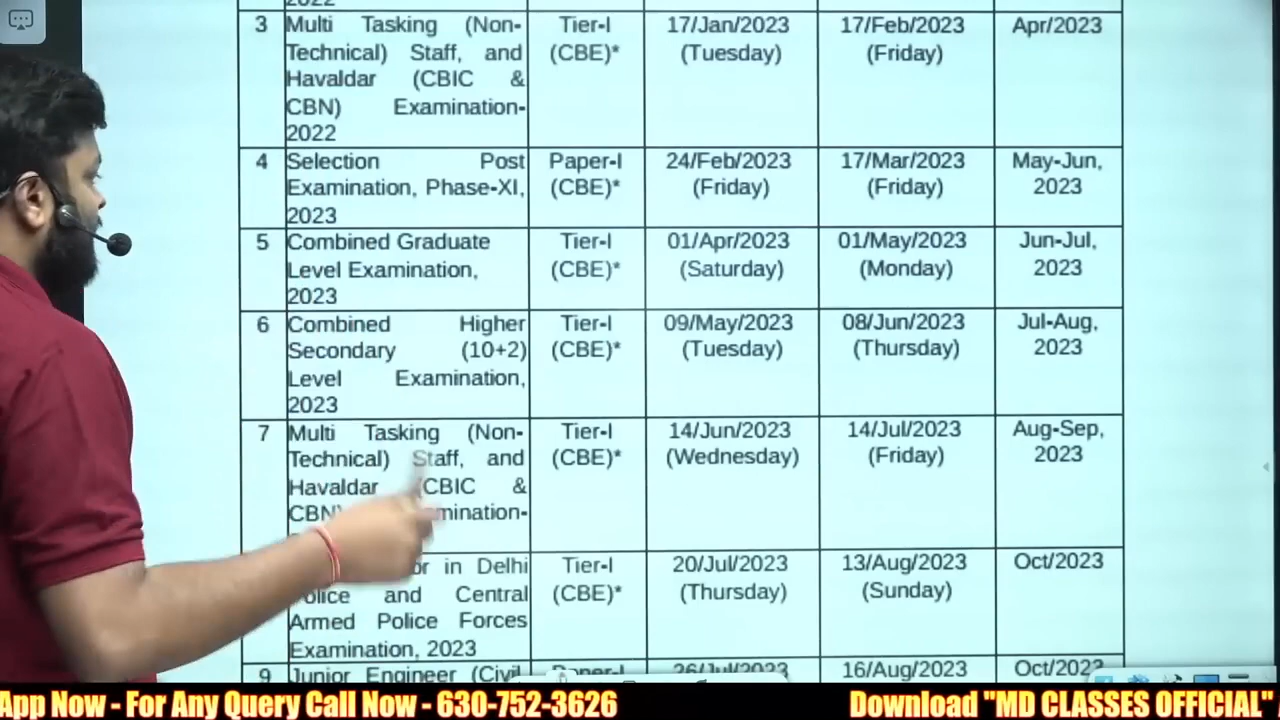 2022
3 Multi Tasking (Non- Tier-I 17/Jan/2023 17/Feb/2023 Apr/2023
Technical) Staff, and (CBE)* (Tuesday) (Friday)
Havaldar (CBIC &
CBN) Examination-
2022
4 Selection Post Paper-I 24/Feb/2023 17/Mar/2023 May-Jun,
Examination, Phase-XI, (CBE)* (Friday) (Friday) 2023
2023
5 Combined Graduate Tier-I 01/Apr/2023 01/May/2023 Jun-Jul,
Level Examination, (CBE)* (Saturday) (Monday) 2023
2023
6 Combined Higher Tier-I 09/May/2023 08/Jun/2023 Jul-Aug,
Secondary (10+2) (CBE)* (Tuesday) (Thursday) 2023
Level Examination,
2023
7 Multi Tasking (Non- Tier-I 14/Jun/2023 14/Jul/2023 Aug-Sep,
Technical) Staff, and (CBE)* (Wednesday) (Friday) 2023
Havaldar (CBIC &
CBN)
in Delhi Tier-I 20/Jul/2023 13/Aug/2023 Oct/2023
Police and Central (CBE)* (Thursday) (Sunday)
Armed Police Forces
Examination, 2023
9 Junior Engineer (Civil, Paper-I 26/Jul/2023 16/Aug/2023 Oct/2023
App Now - For Any Query Call Now - 630-752-3626 Download "MD CLASSES OFFICIAL"